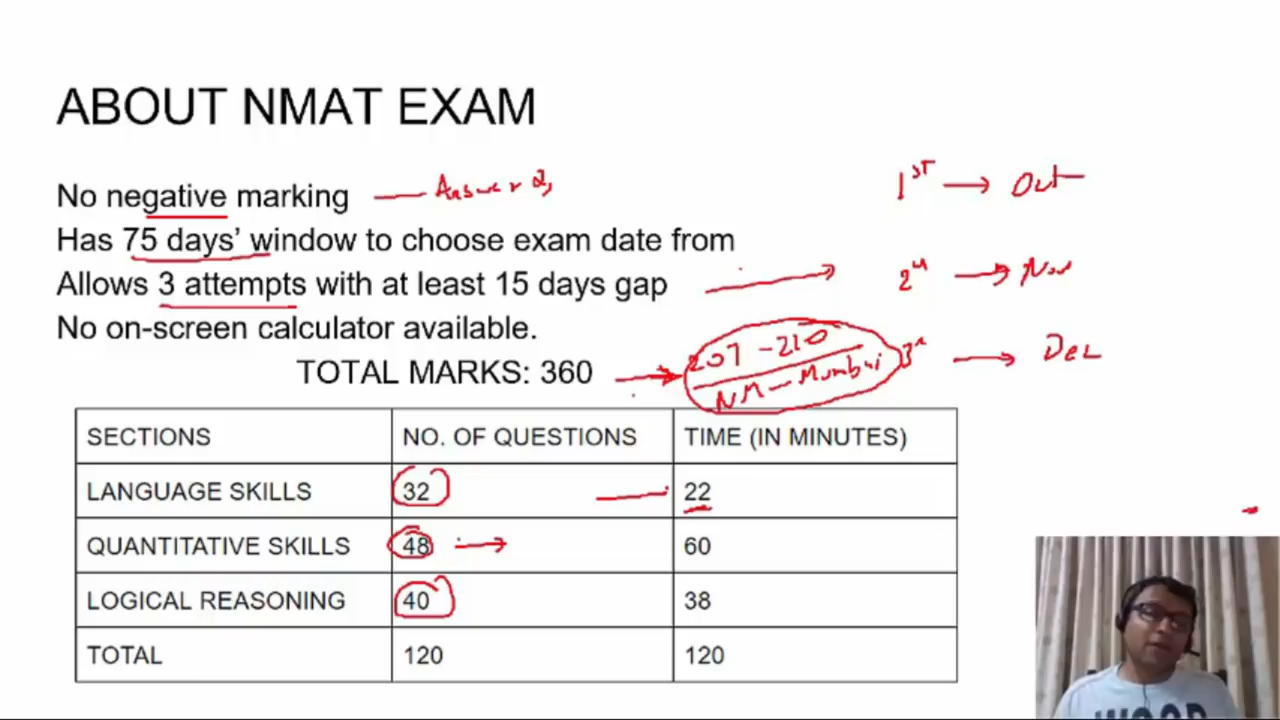 ABOUT NMAT EXAM
No negative marking — Answer
1ST → Oct
Has 75 days' window to choose exam date from
Allows 3 attempts with at least 15 days gap →
2nd → Nov
No on-screen calculator available.
TOTAL MARKS: 360 → 207 - 210
NM - Mumbai
3rd → Dec
SECTIONS NO. OF QUESTIONS TIME (IN MINUTES)
LANGUAGE SKILLS 32 22
QUANTITATIVE SKILLS 48 → 60
LOGICAL REASONING 40 38
TOTAL 120 120